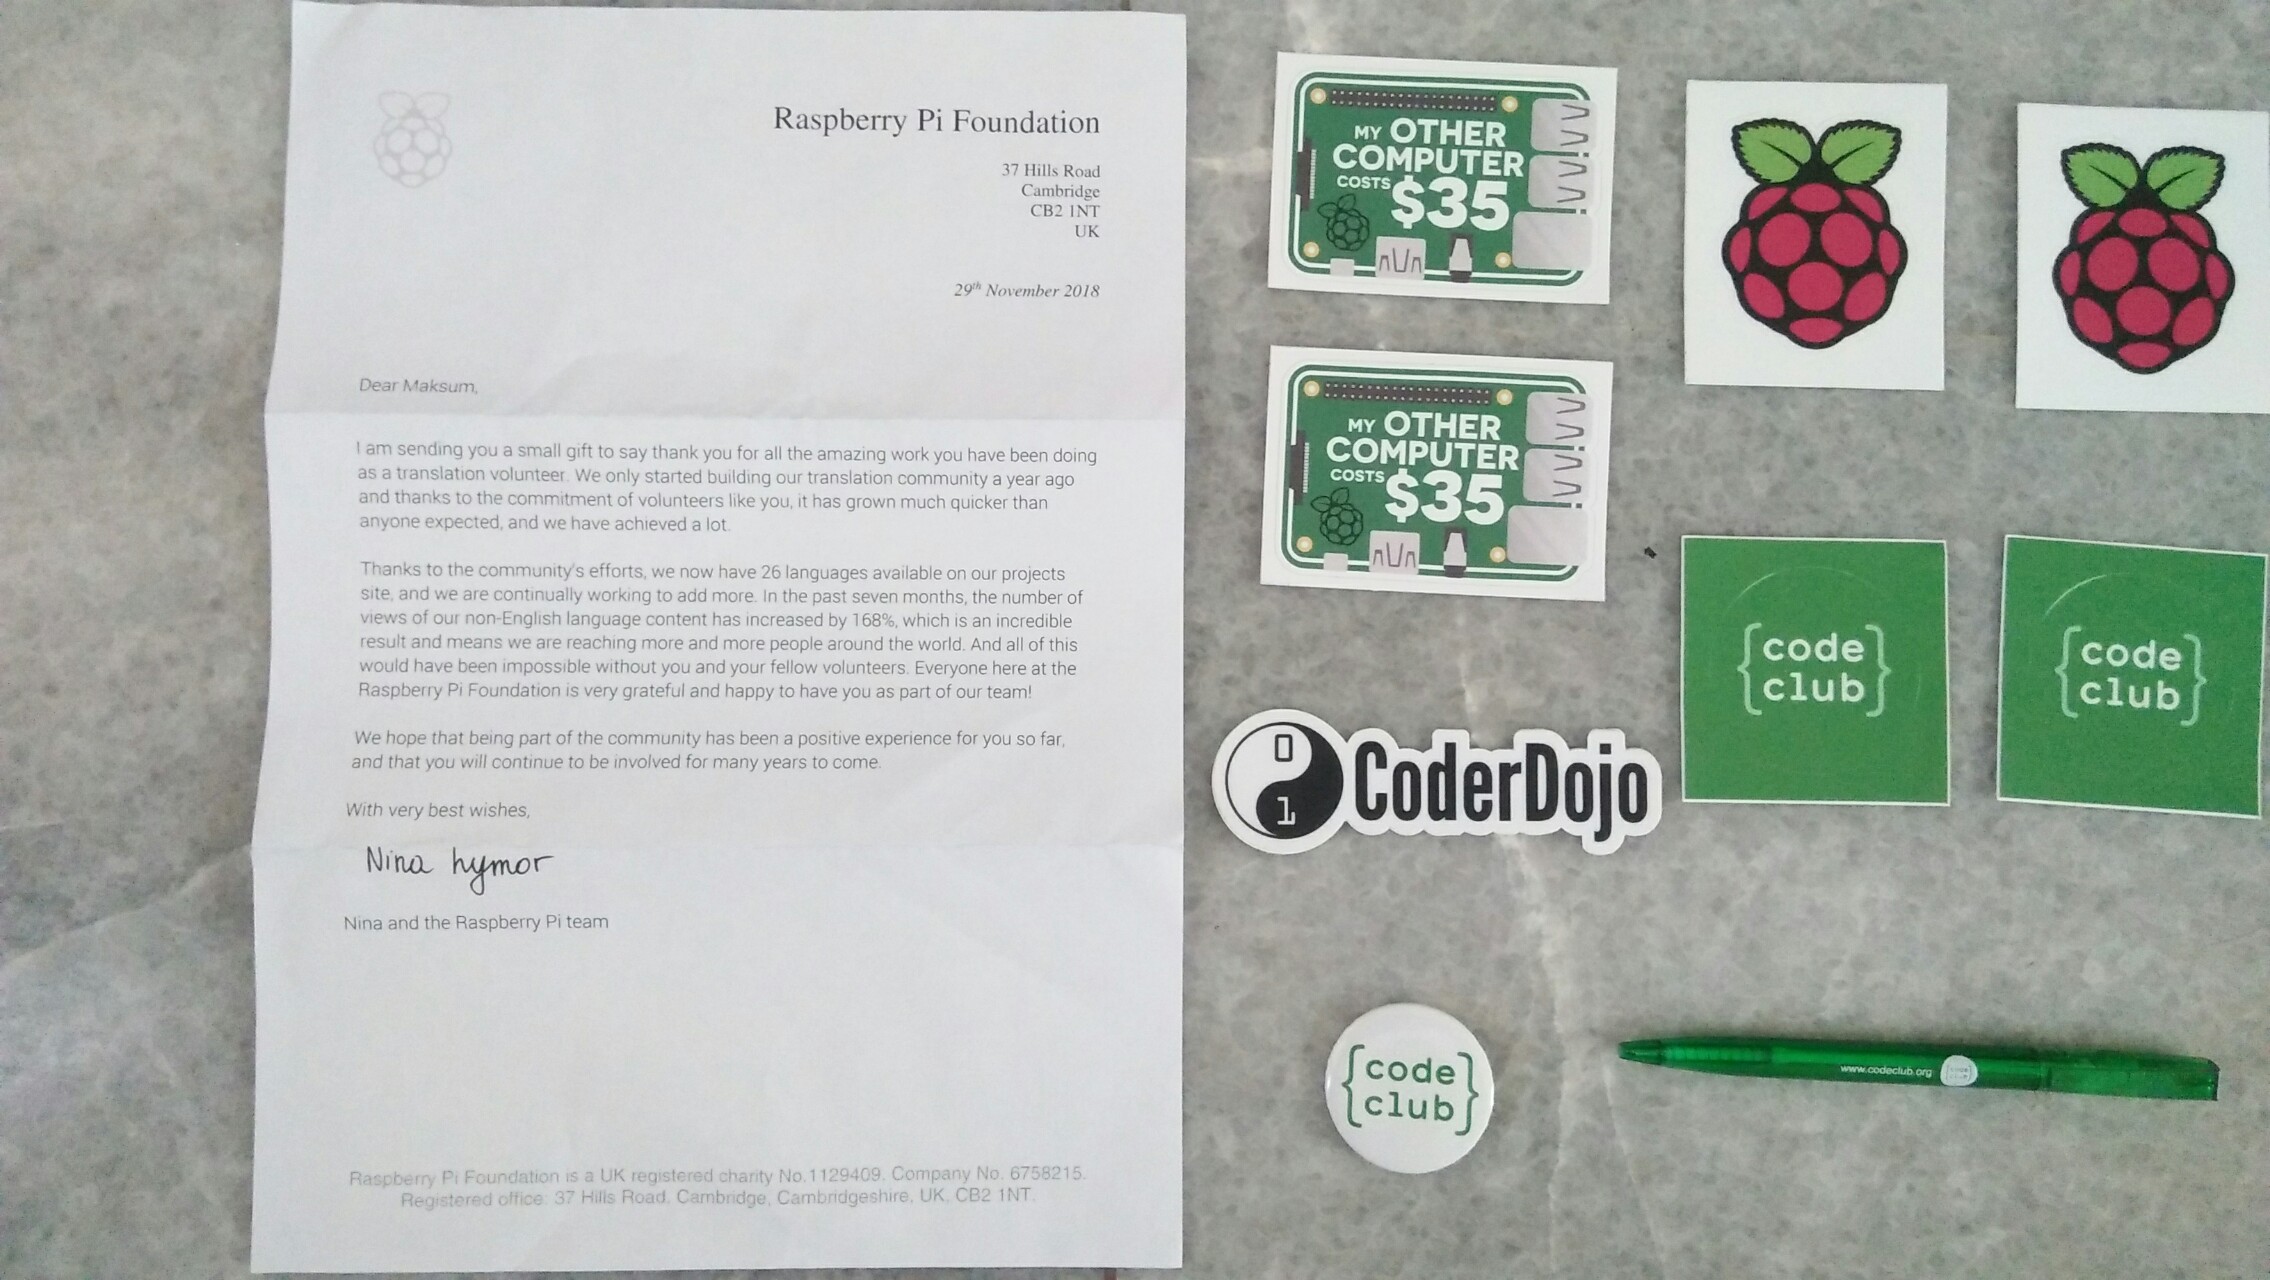 Raspberry Pi Foundation
37 Hills Road
Cambridge
CB2 1NT
UK
29th November 2018
Dear Maksum,
I am sending you a small gift to say thank you for all the amazing work you have been doing
as a translation volunteer. We only started building our translation community a year ago
and thanks to the commitment of volunteers like you, it has grown much quicker than
anyone expected, and we have achieved a lot.
Thanks to the community's efforts, we now have 26 languages available on our projects
site, and we are continually working to add more. In the past seven months, the number of
views of our non-English language content has increased by 168%, which is an incredible
result and means we are reaching more and more people around the world. And all of this
would have been impossible without you and your fellow volunteers. Everyone here at the
Raspberry Pi Foundation is very grateful and happy to have you as part of our team!
We hope that being part of the community has been a positive experience for you so far,
and that you will continue to be involved for many years to come.
With very best wishes,
Nina
Nina and the Raspberry Pi team
Raspberry Pi Foundation is a UK registered charity No.1129409. Company No. 6758215.
Registered office: 37 Hills Road, Cambridge, Cambridgeshire, UK, CB2 1NT.
MY OTHER
COMPUTER
COSTS $35
MY OTHER
COMPUTER
COSTS $35
{code
club}
{code
club}
0
1
CoderDojo
{code
club}
www.codeclub.org